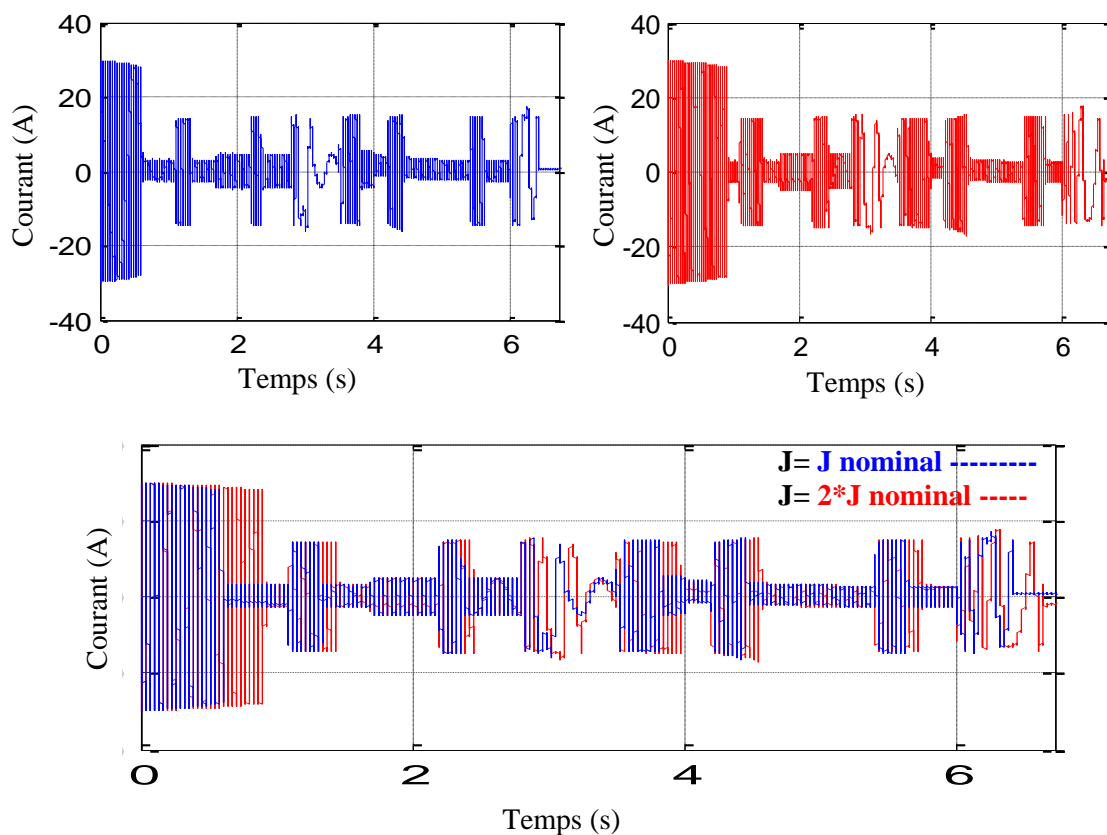 40
20
0
-20
-40
0
2
4
6
Courant (A)
Temps (s)
40
20
0
-20
-40
0
2
4
6
Courant (A)
Temps (s)
J= J nominal ---------
J= 2*J nominal -----
Courant (A)
0
2
4
6
Temps (s)